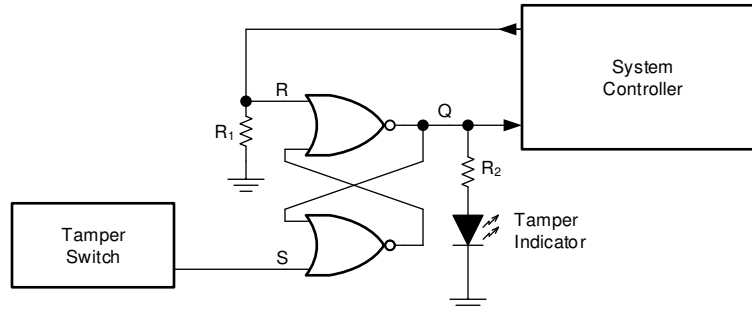 System
Controller
R
Q
R1
R2
Tamper
Indicator
Tamper
Switch
S